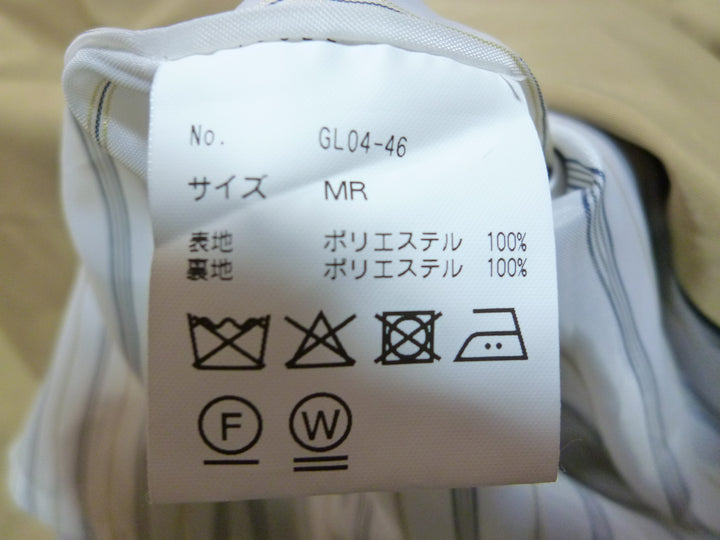 No. GL04-46
サイズ MR
表地 ポリエステル 100%
裏地 ポリエステル 100%
F W